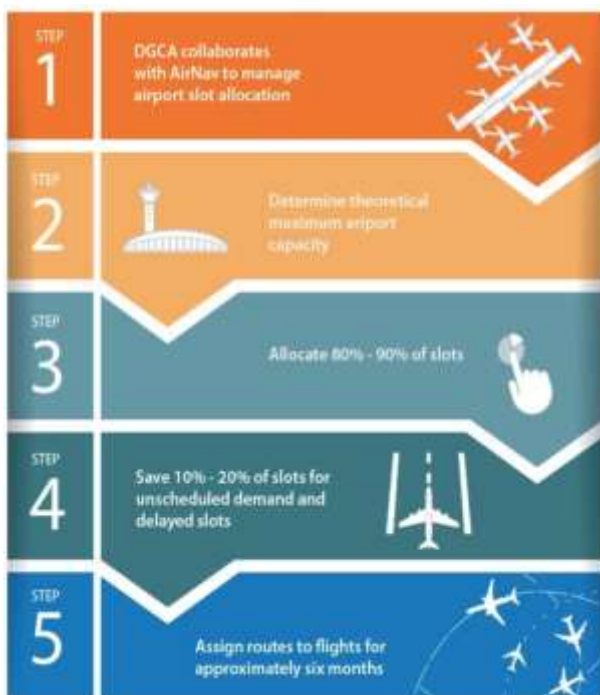 STEP
1
DGCA collaborates
with AirNav to manage
airport slot allocation
STEP
2
Determine theoretical
maximum ariport
capacity
STEP
3
Allocate 80% - 90% of slots
STEP
4
Save 10% - 20% of slots for
unscheduled demand and
delayed slots
STEP
5
Assign routes to flights for
approximately six months